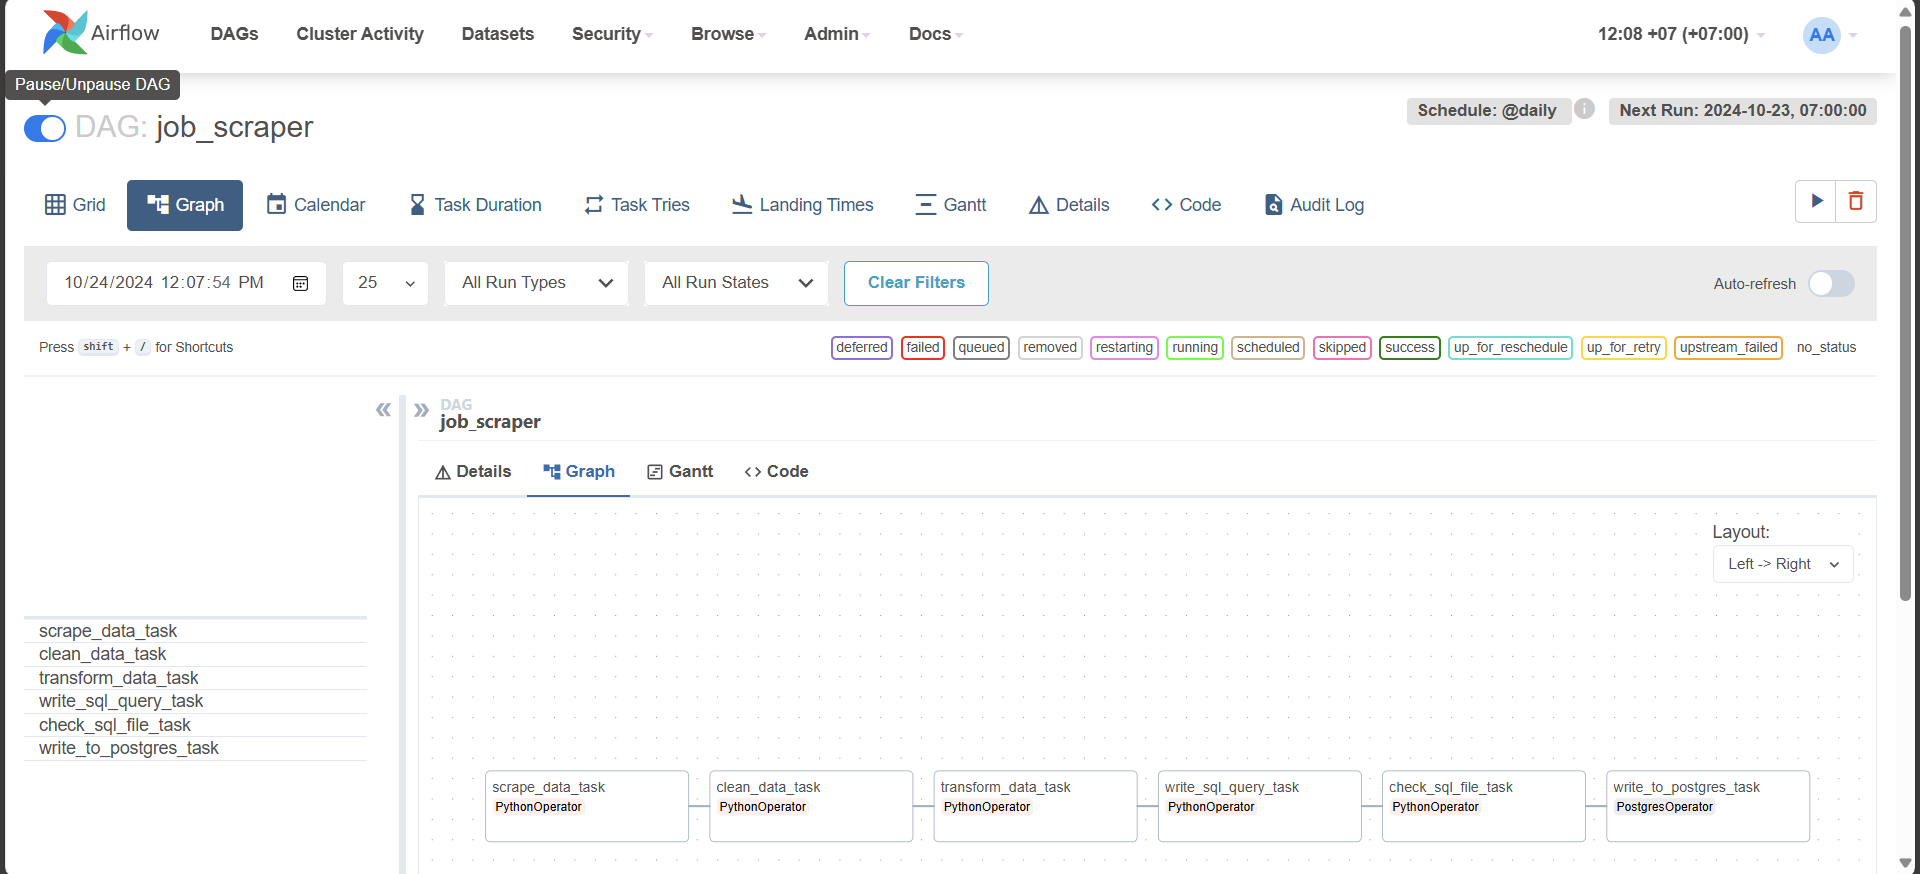 Airflow DAGs Cluster Activity Datasets Security Browse Admin Docs 12:08 +07 (+07:00) AA
Pause/Unpause DAG
DAG: job_scraper
Schedule: @daily Next Run: 2024-10-23, 07:00:00
Grid Graph Calendar Task Duration Task Tries Landing Times Gantt Details Code Audit Log
10/24/2024 12:07:54 PM 25 All Run Types All Run States Clear Filters Auto-refresh
Press shift + / for Shortcuts deferred failed queued removed restarting running scheduled skipped success up_for_reschedule up_for_retry upstream_failed no_status
DAG
job_scraper
Details Graph Gantt Code
Layout:
Left -> Right
scrape_data_task
clean_data_task
transform_data_task
write_sql_query_task
check_sql_file_task
write_to_postgres_task
scrape_data_task
PythonOperator
clean_data_task
PythonOperator
transform_data_task
PythonOperator
write_sql_query_task
PythonOperator
check_sql_file_task
PythonOperator
write_to_postgres_task
PostgresOperator